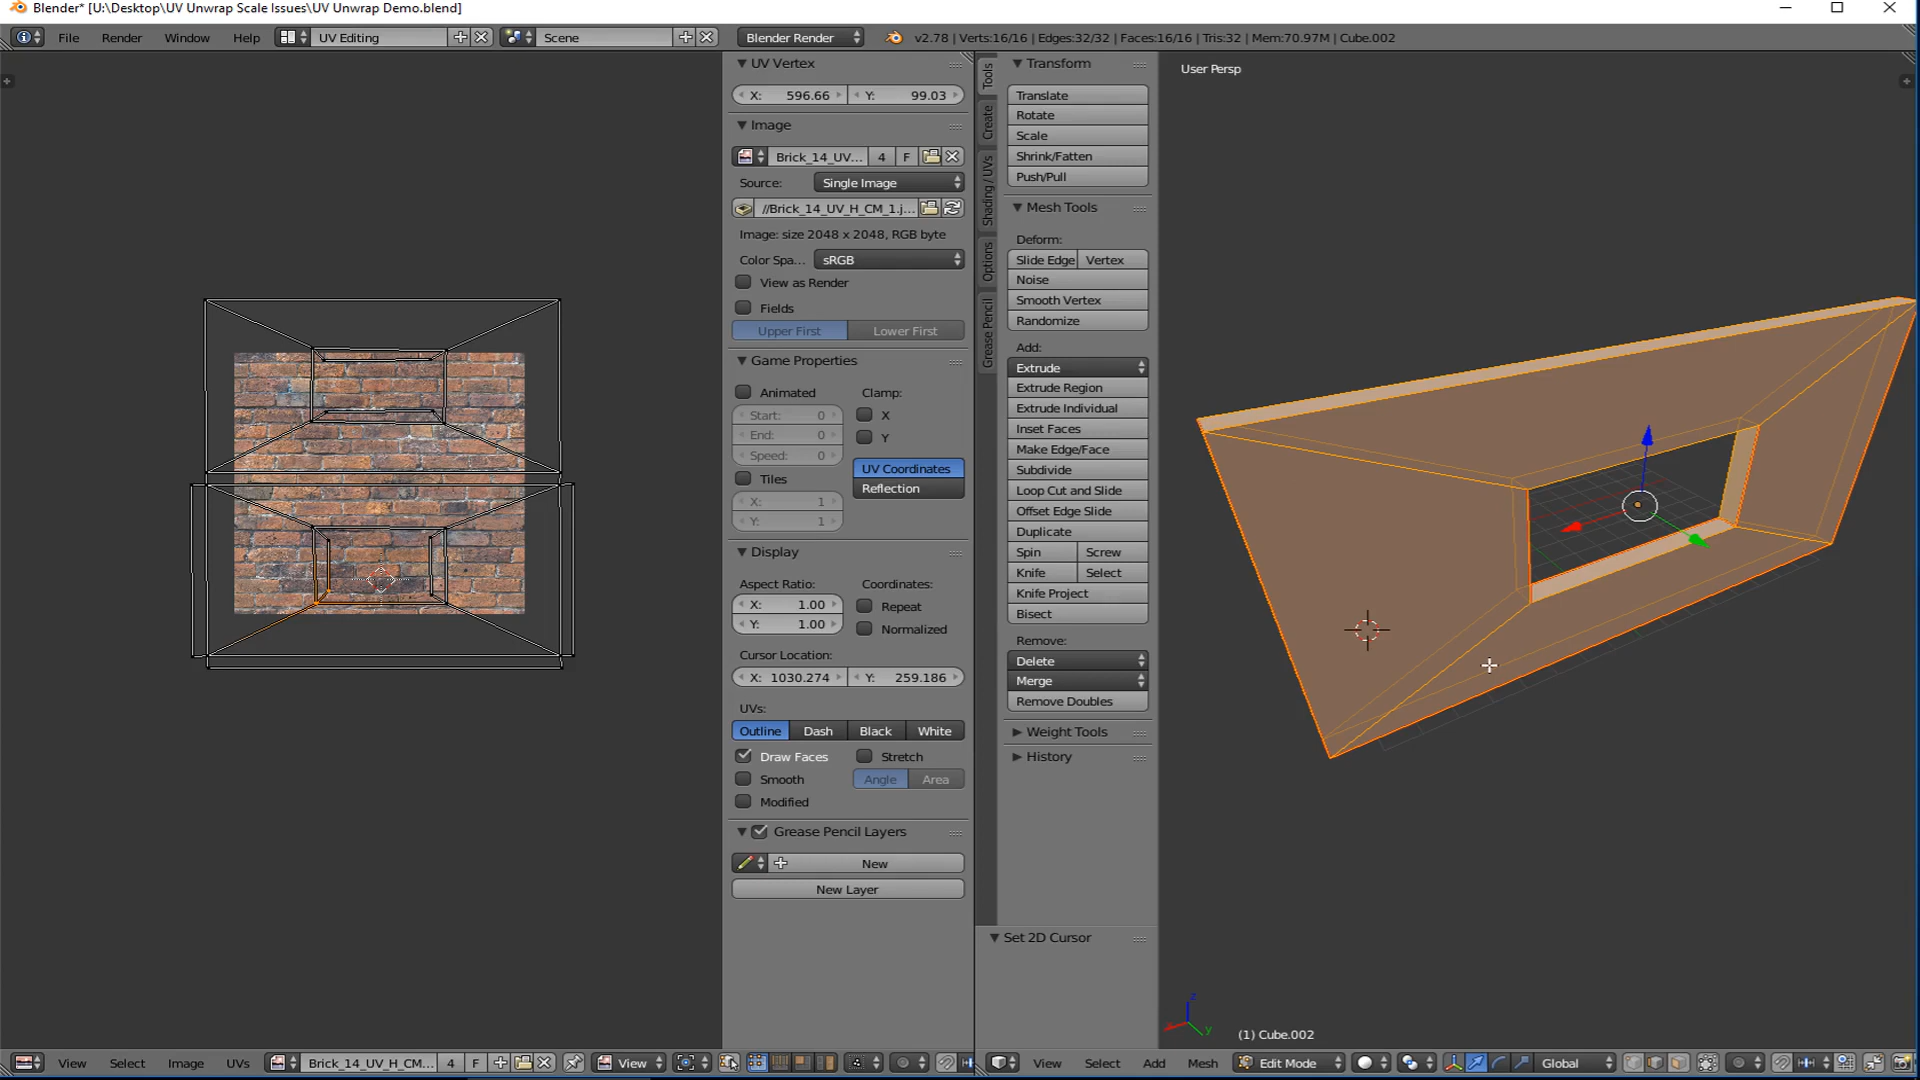 Blender* [U:\Desktop\UV Unwrap Scale Issues\UV Unwrap Demo.blend]
File Render Window Help UV Editing Scene Blender Render v2.78 | Verts:16/16 | Edges:32/32 | Faces:16/16 | Tris:32 | Mem:70.97M | Cube.002
UV Vertex
X: 596.66 Y: 99.03
Image
Brick_14_UV... 4 F
Source: Single Image
//Brick_14_UV_H_CM_1.j...
Image: size 2048 x 2048, RGB byte
Color Spa... sRGB
View as Render
Fields
Upper First Lower First
Game Properties
Animated Clamp:
Start: 0 X
End: 0 Y
Speed: 0
UV Coordinates
Tiles Reflection
X: 1
Y: 1
Display
Aspect Ratio: Coordinates:
X: 1.00 Repeat
Y: 1.00 Normalized
Cursor Location:
X: 1030.274 Y: 259.186
UVs:
Outline Dash Black White
Draw Faces Stretch
Smooth Angle Area
Modified
Grease Pencil Layers
New
New Layer
Tools
Create
Shading / UVs
Options
Grease Pencil
Transform
Translate
Rotate
Scale
Shrink/Fatten
Push/Pull
Mesh Tools
Deform:
Slide Edge Vertex
Noise
Smooth Vertex
Randomize
Add:
Extrude
Extrude Region
Extrude Individual
Inset Faces
Make Edge/Face
Subdivide
Loop Cut and Slide
Offset Edge Slide
Duplicate
Spin Screw
Knife Select
Knife Project
Bisect
Remove:
Delete
Merge
Remove Doubles
Weight Tools
History
Set 2D Cursor
User Persp
z
y
(1) Cube.002
View Select Image UVs Brick_14_UV_H_CM... 4 F View
View Select Add Mesh Edit Mode Global